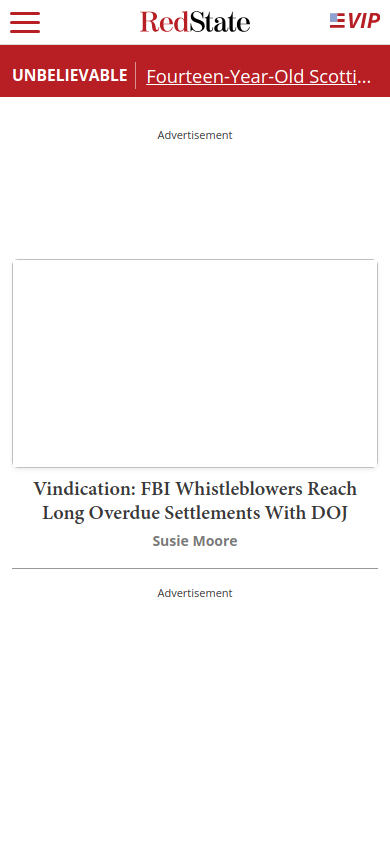 RedState
VIP
UNBELIEVABLE
Fourteen-Year-Old Scotti...
Advertisement
Vindication: FBI Whistleblowers Reach
Long Overdue Settlements With DOJ
Susie Moore
Advertisement